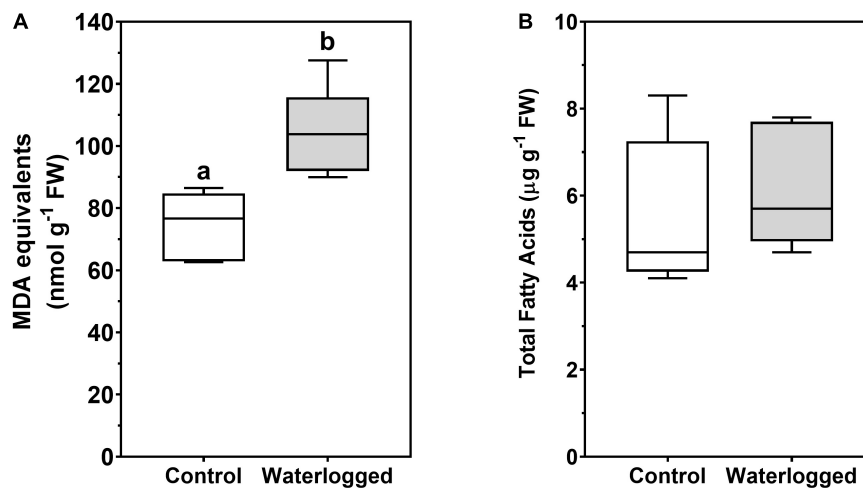 A
MDA equivalents
(nmol g⁻¹ FW)
140
120
100
80
60
40
20
0
a
b
Control
Waterlogged
B
Total Fatty Acids (μg g⁻¹ FW)
10
8
6
4
2
0
Control
Waterlogged